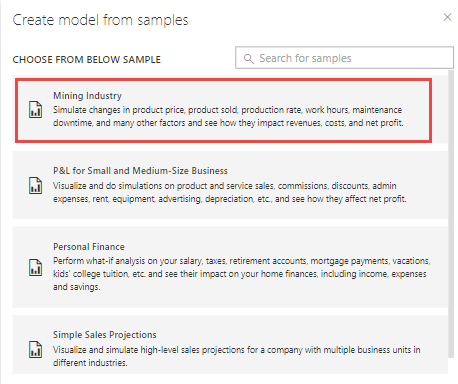 Create model from samples
CHOOSE FROM BELOW SAMPLE
Search for samples
Mining Industry
Simulate changes in product price, product sold, production rate, work hours, maintenance
downtime, and many other factors and see how they impact revenues, costs, and net profit.
P&L for Small and Medium-Size Business
Visualize and do simulations on product and service sales, commissions, discounts, admin
expenses, rent, equipment, advertising, depreciation, etc., and see how they affect net profit.
Personal Finance
Perform what-if analysis on your salary, taxes, retirement accounts, mortgage payments, vacations,
kids' college tuition, etc. and see their impact on your home finances, including income, expenses
and savings.
Simple Sales Projections
Visualize and simulate high-level sales projections for a company with multiple business units in
different industries.